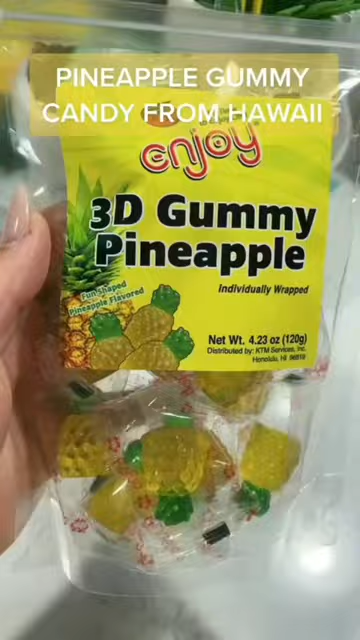 PINEAPPLE GUMMY
CANDY FROM HAWAII
enjoy
3D Gummy
Pineapple
Individually Wrapped
Fun Shaped
Pineapple Flavored
Net Wt. 4.23 oz (120g)
Distributed by: KTM Services, Inc.
Honolulu, HI 96819